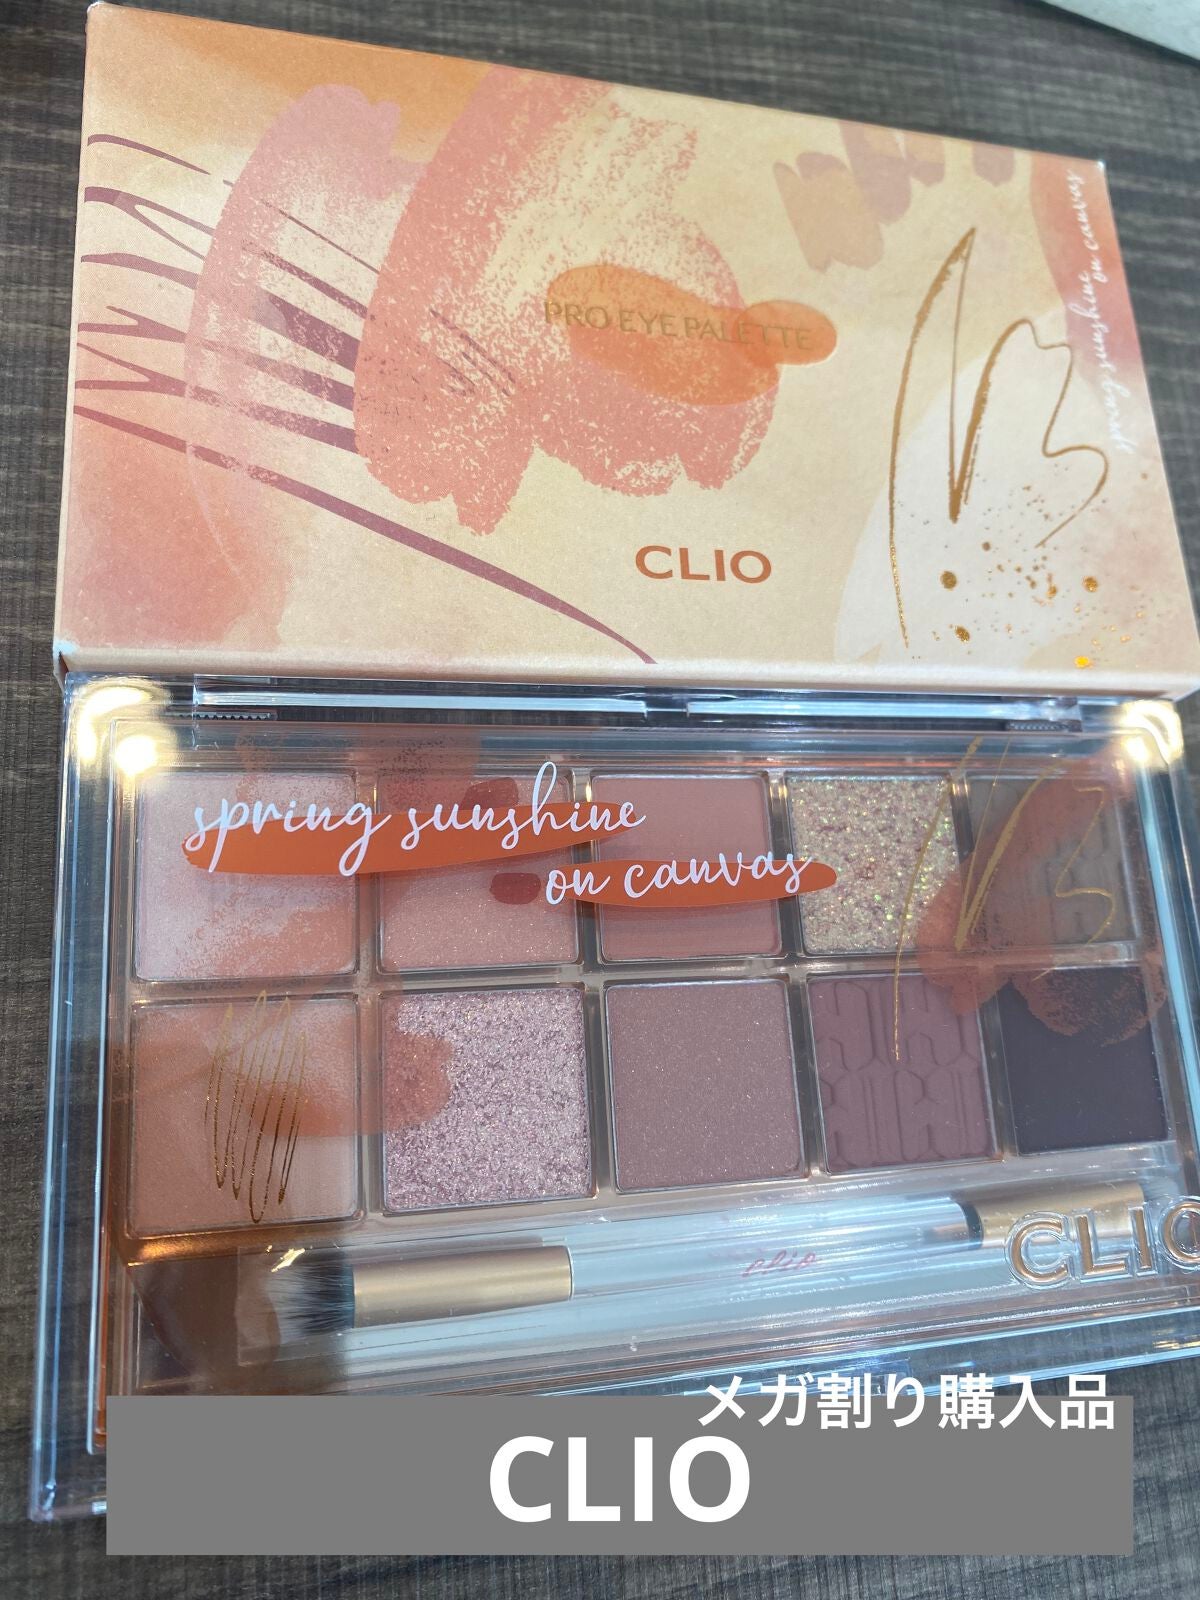 spring sunshine
on canvas
PRO EYE PALETTE
CLIO
spring sunshine
on canvas
clio
CLIO
メガ割り購入品
CLIO